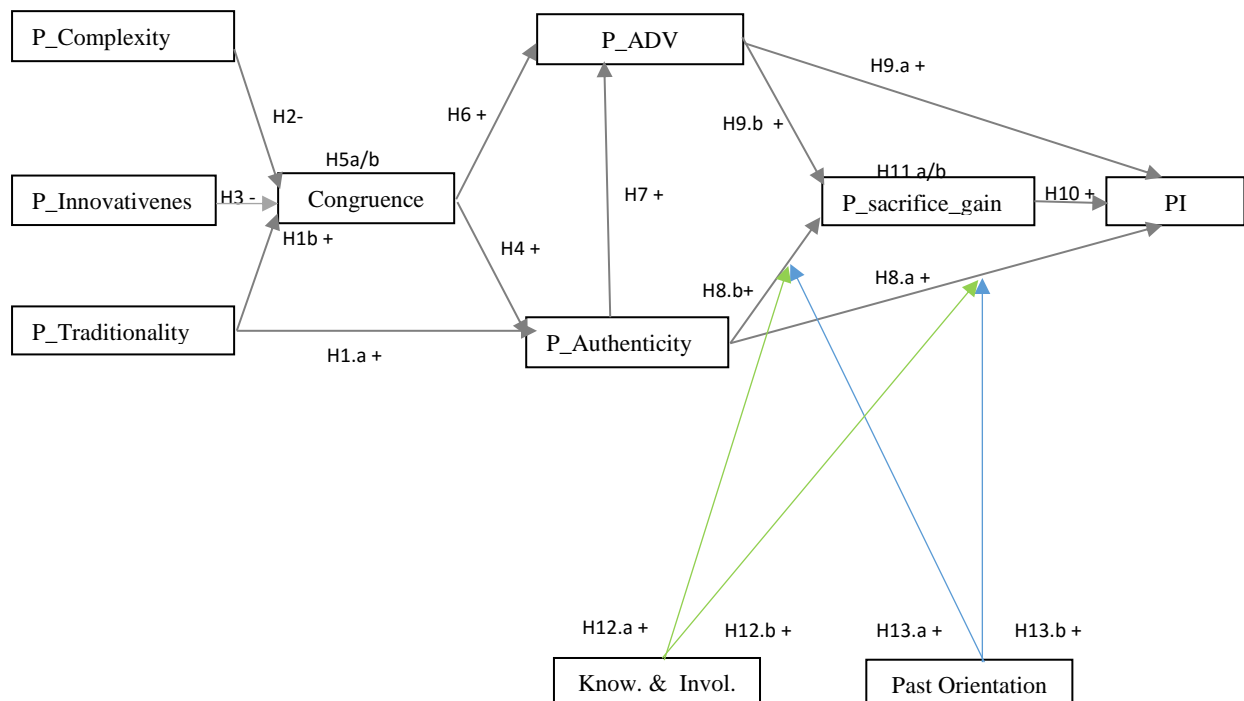 P_Complexity
P_ADV
H9.a +
H2-
H6 +
H9.b +
H5a/b
H11 a/b
P_Innovativenes
H3 -
Congruence
H7 +
P_sacrifice_gain
H10 +
PI
H1b +
H4 +
H8.b+
H8.a +
P_Traditionality
P_Authenticity
H1.a +
H12.a +
H12.b +
H13.a +
H13.b +
Know. & Invol.
Past Orientation